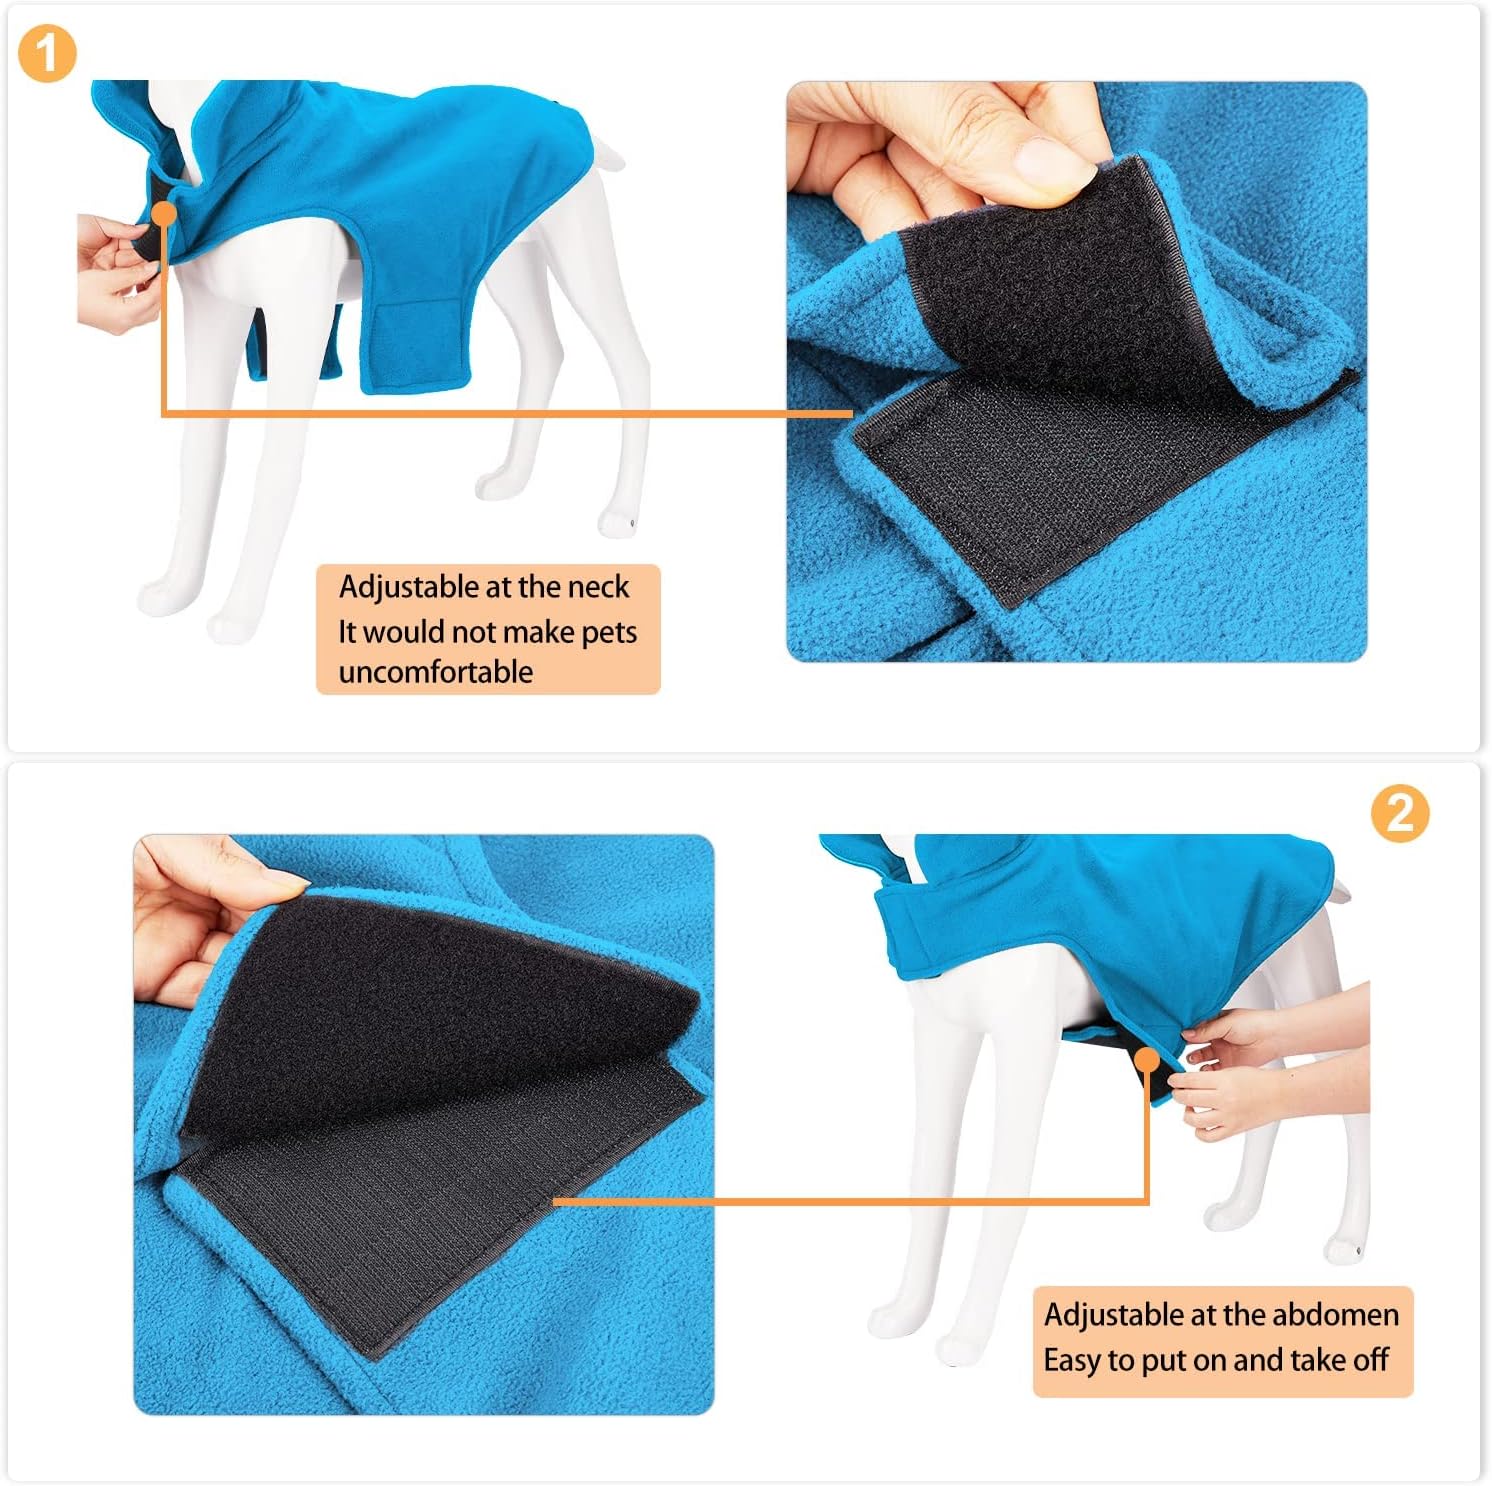 1
Adjustable at the neck
It would not make pets
uncomfortable
2
Adjustable at the abdomen
Easy to put on and take off